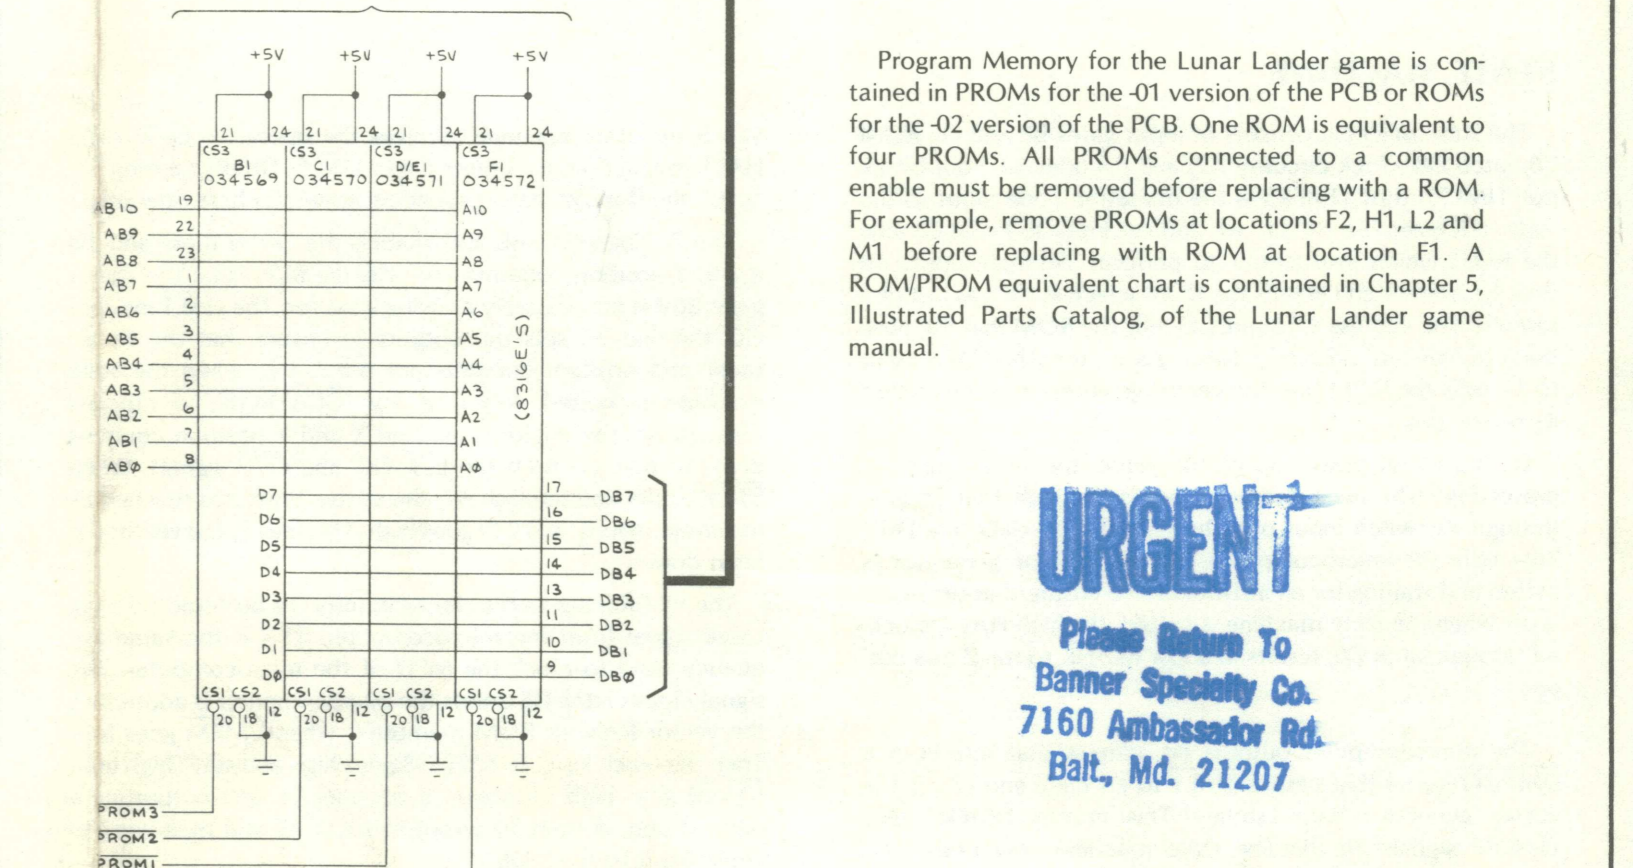 +5V +5V +5V +5V
21 24 21 24 21 24 21 24
CS3 CS3 CS3 CS3
B1 C1 D/E1 F1
034569 034570 034571 034572
AB10 19 A10
AB9 22 A9
AB8 23 A8
AB7 1 A7
AB6 2 A6
AB5 3 A5
AB4 4 A4
AB3 5 A3
AB2 6 A2
AB1 7 A1
ABØ 8 AØ
(8316E'S)
D7 17 DB7
D6 16 DB6
D5 15 DB5
D4 14 DB4
D3 13 DB3
D2 11 DB2
D1 10 DB1
DØ 9 DBØ
CS1 CS2 CS1 CS2 CS1 CS2 CS1 CS2
20 18 12 20 18 12 20 18 12 20 18 12
PROM3
PROM2
PROM1
Program Memory for the Lunar Lander game is con-
tained in PROMs for the -01 version of the PCB or ROMs
for the -02 version of the PCB. One ROM is equivalent to
four PROMs. All PROMs connected to a common
enable must be removed before replacing with a ROM.
For example, remove PROMs at locations F2, H1, L2 and
M1 before replacing with ROM at location F1. A
ROM/PROM equivalent chart is contained in Chapter 5,
Illustrated Parts Catalog, of the Lunar Lander game
manual.
URGENT
Please Return To
Banner Specialty Co.
7160 Ambassador Rd.
Balt., Md. 21207